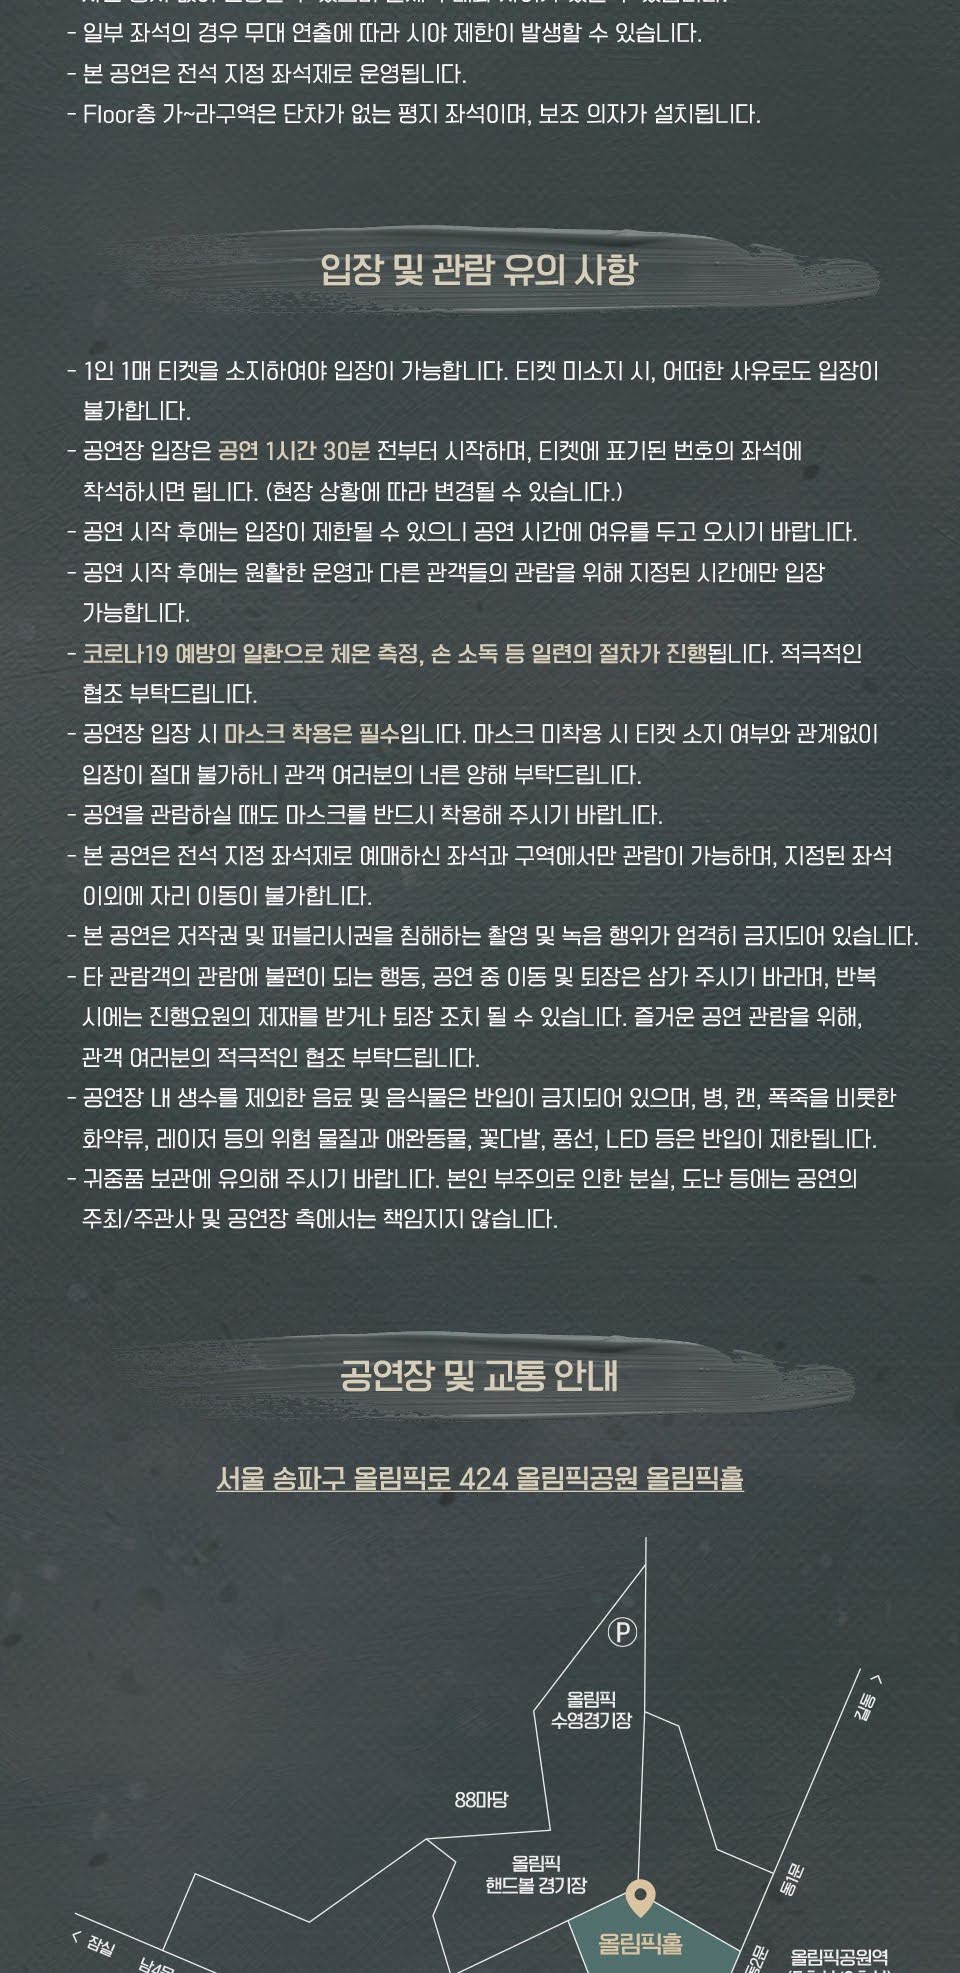 - 일부 좌석의 경우 무대 연출에 따라 시야 제한이 발생할 수 있습니다.
- 본 공연은 전석 지정 좌석제로 운영됩니다.
- Floor층 가~라구역은 단차가 없는 평지 좌석이며, 보조 의자가 설치됩니다.
입장 및 관람 유의 사항
- 1인 1매 티켓을 소지하여야 입장이 가능합니다. 티켓 미소지 시, 어떠한 사유로도 입장이
불가합니다.
- 공연장 입장은 공연 1시간 30분 전부터 시작하며, 티켓에 표기된 번호의 좌석에
착석하시면 됩니다. (현장 상황에 따라 변경될 수 있습니다.)
- 공연 시작 후에는 입장이 제한될 수 있으니 공연 시간에 여유를 두고 오시기 바랍니다.
- 공연 시작 후에는 원활한 운영과 다른 관객들의 관람을 위해 지정된 시간에만 입장
가능합니다.
- 코로나19 예방의 일환으로 체온 측정, 손 소독 등 일련의 절차가 진행됩니다. 적극적인
협조 부탁드립니다.
- 공연장 입장 시 마스크 착용은 필수입니다. 마스크 미착용 시 티켓 소지 여부와 관계없이
입장이 절대 불가하니 관객 여러분의 너른 양해 부탁드립니다.
- 공연을 관람하실 때도 마스크를 반드시 착용해 주시기 바랍니다.
- 본 공연은 전석 지정 좌석제로 예매하신 좌석과 구역에서만 관람이 가능하며, 지정된 좌석
이외에 자리 이동이 불가합니다.
- 본 공연은 저작권 및 퍼블리시권을 침해하는 촬영 및 녹음 행위가 엄격히 금지되어 있습니다.
- 타 관람객의 관람에 불편이 되는 행동, 공연 중 이동 및 퇴장은 삼가 주시기 바라며, 반복
시에는 진행요원의 제재를 받거나 퇴장 조치 될 수 있습니다. 즐거운 공연 관람을 위해,
관객 여러분의 적극적인 협조 부탁드립니다.
- 공연장 내 생수를 제외한 음료 및 음식물은 반입이 금지되어 있으며, 병, 캔, 폭죽을 비롯한
화약류, 레이저 등의 위험 물질과 애완동물, 꽃다발, 풍선, LED 등은 반입이 제한됩니다.
- 귀중품 보관에 유의해 주시기 바랍니다. 본인 부주의로 인한 분실, 도난 등에는 공연의
주최/주관사 및 공연장 측에서는 책임지지 않습니다.
공연장 및 교통 안내
서울 송파구 올림픽로 424 올림픽공원 올림픽홀
P
길동 >
올림픽
수영경기장
88마당
올림픽
핸드볼 경기장
동1문
올림픽홀
< 잠실
남4문
동2문
올림픽공원역